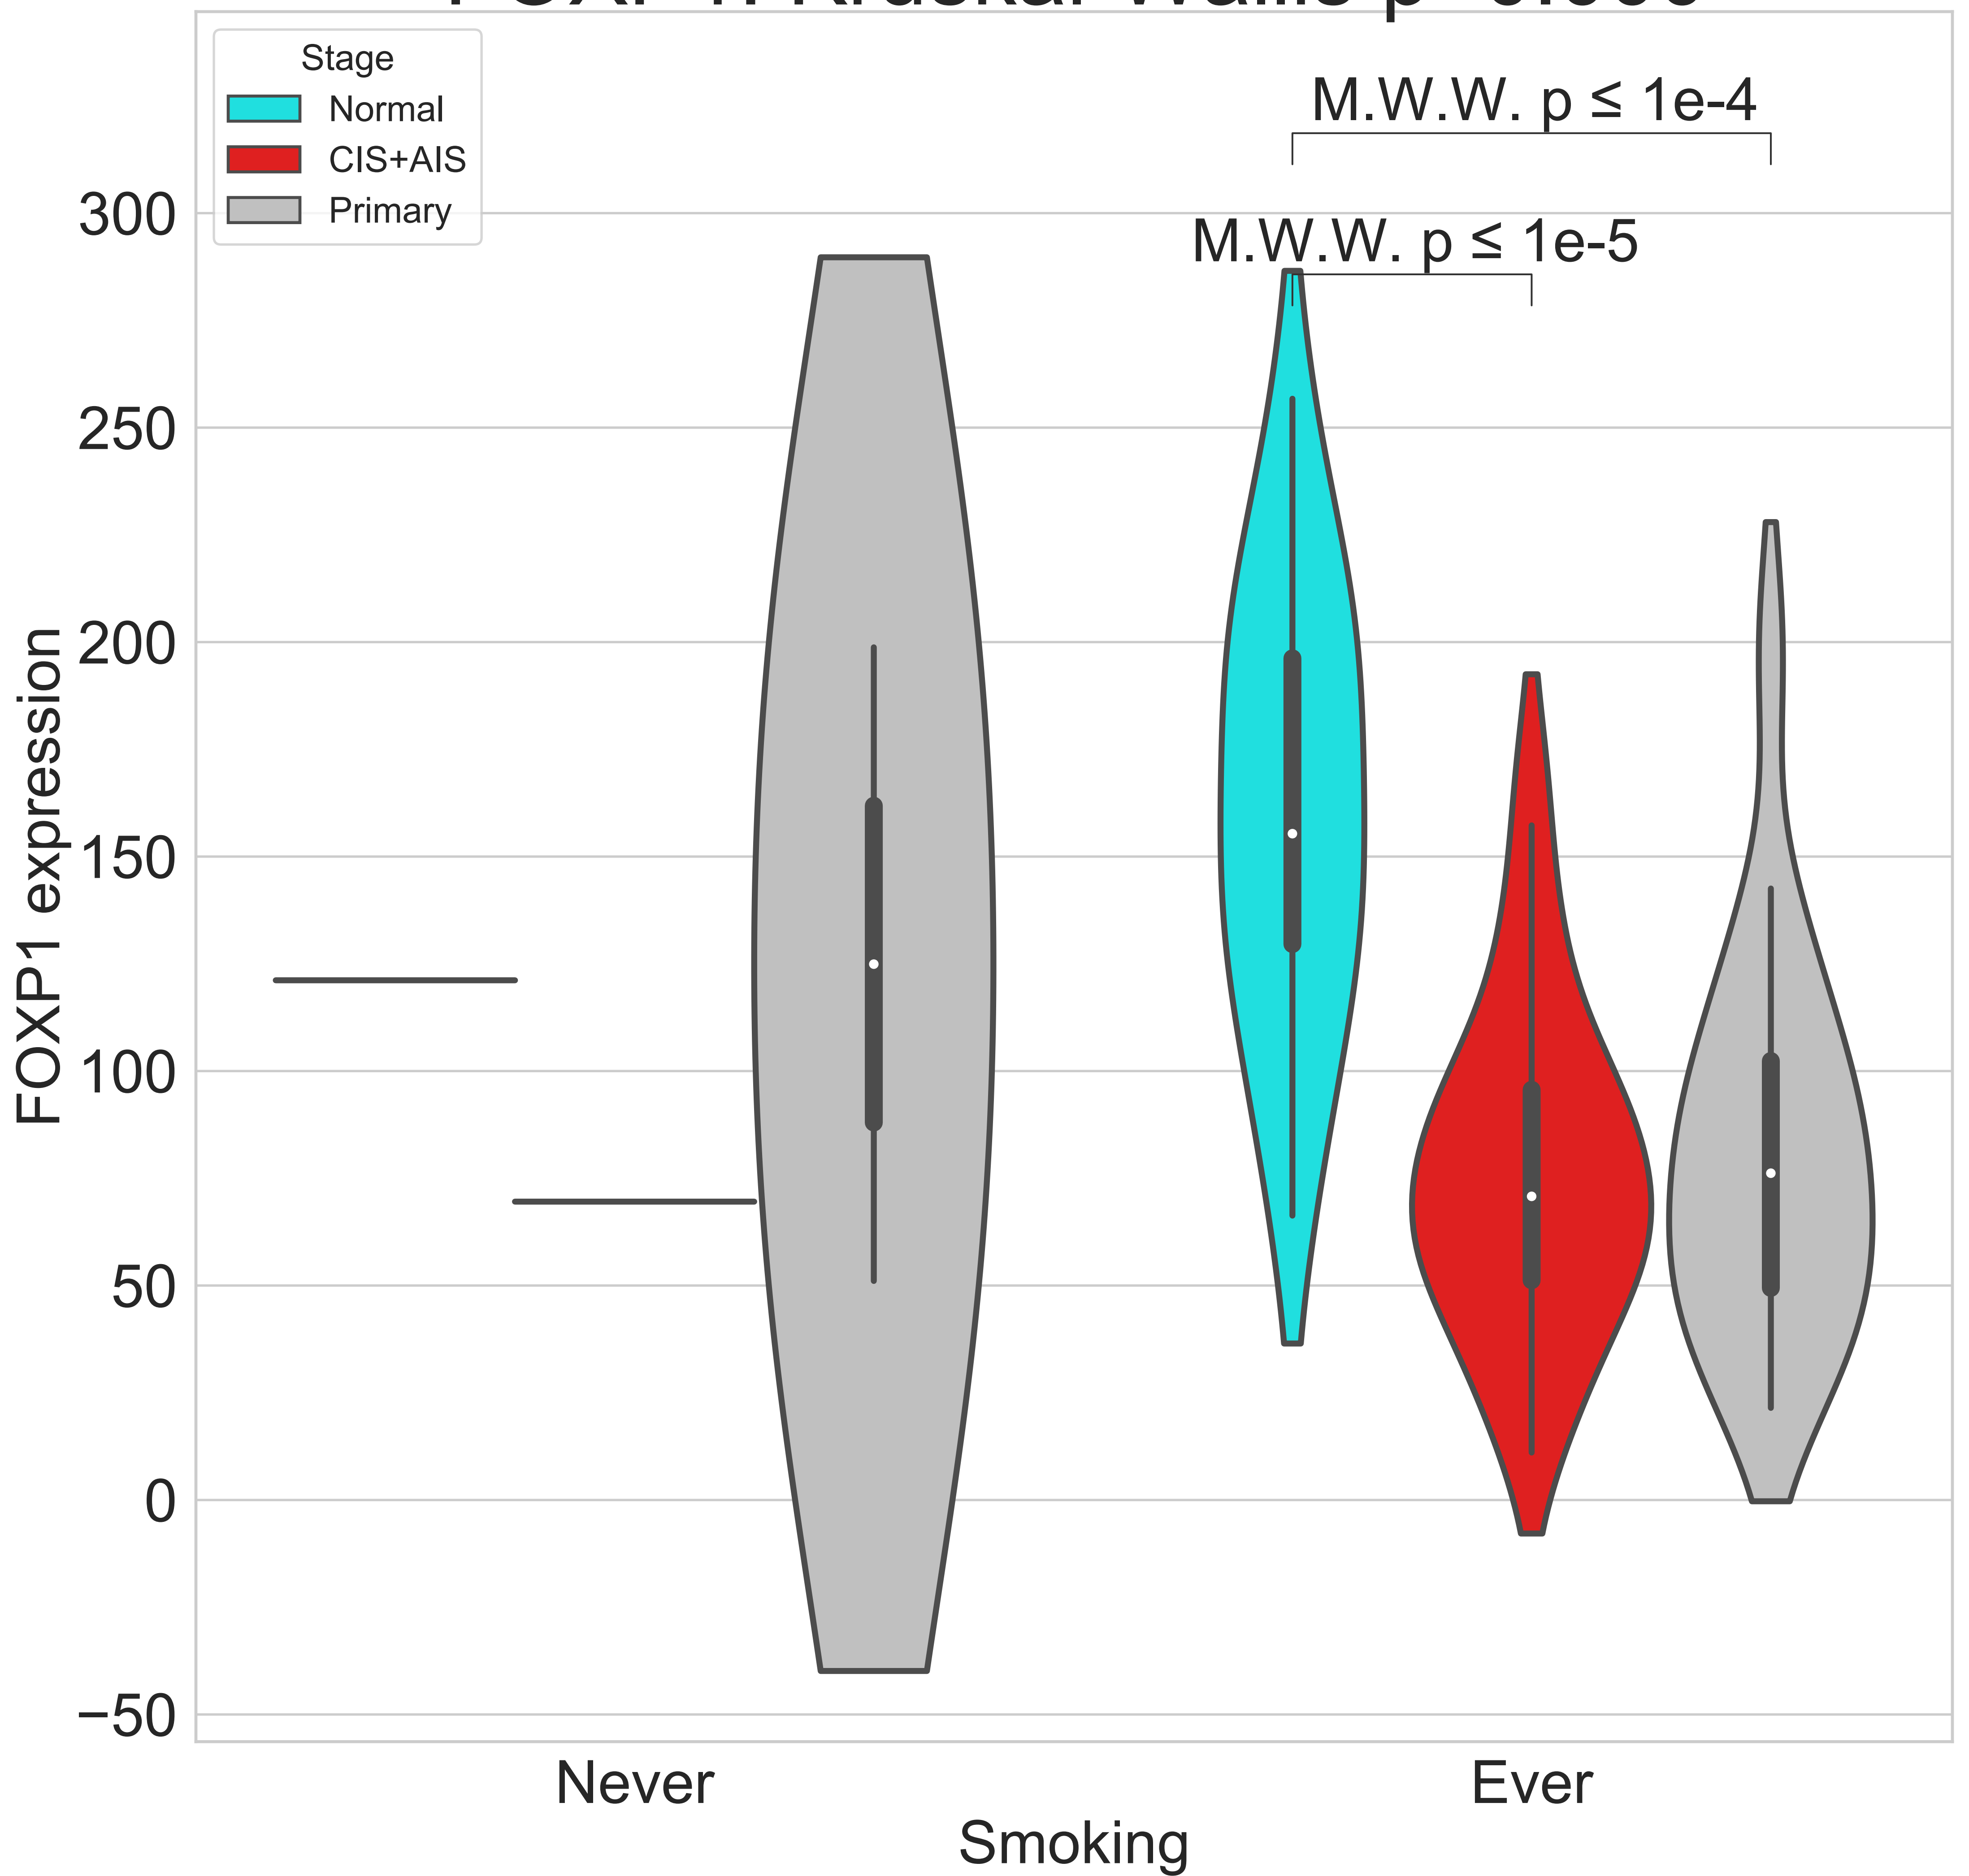 Stage
Normal
CIS+AIS
Primary
M.W.W. p ≤ 1e-4
M.W.W. p ≤ 1e-5
300
250
200
150
100
50
0
−50
FOXP1 expression
Never
Ever
Smoking